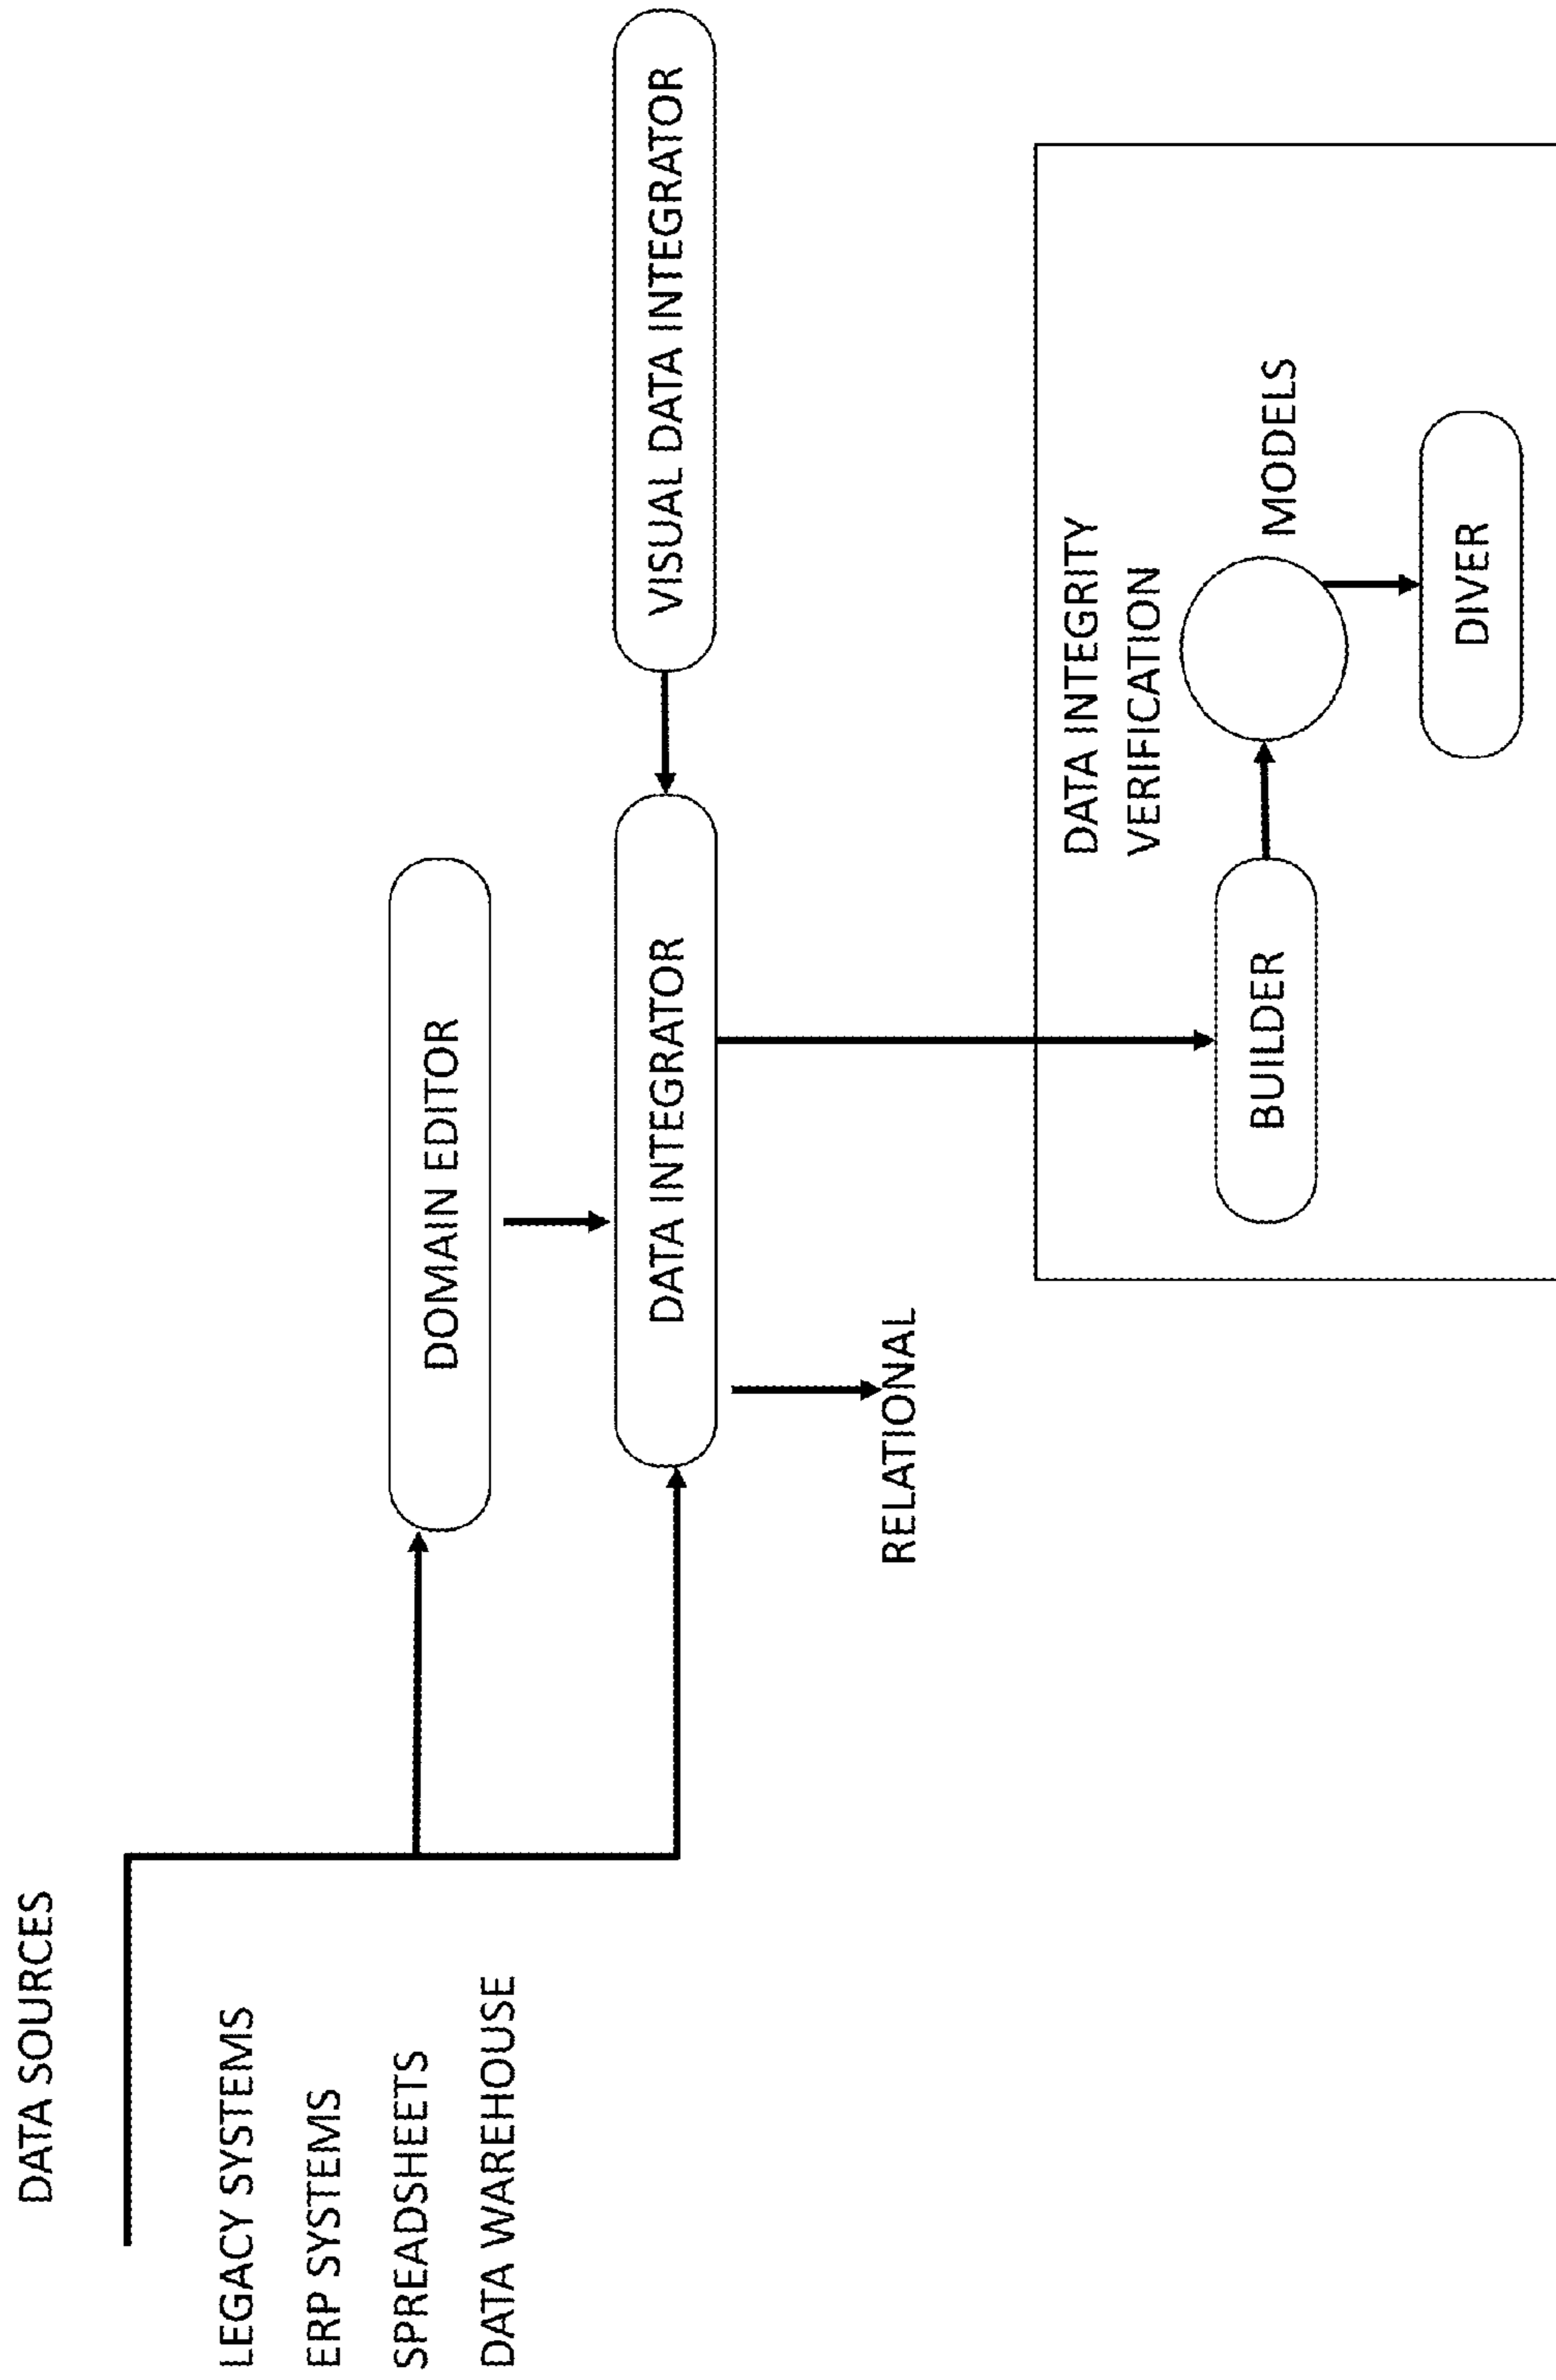 DATA SOURCES
LEGACY SYSTEMS
ERP SYSTEMS
SPREADSHEETS
DATA WAREHOUSE
DOMAIN EDITOR
DATA INTEGRATOR
VISUAL DATA INTEGRATOR
RELATIONAL
DATA INTEGRITY
VERIFICATION
BUILDER
MODELS
DIVER